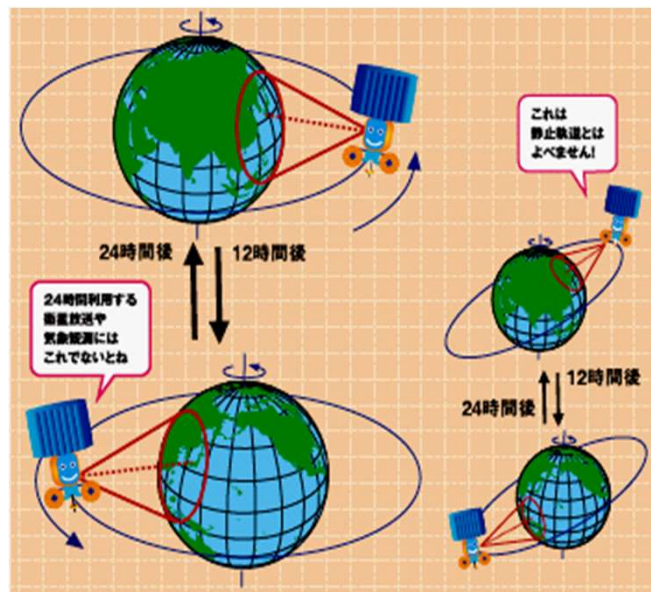 これは
静止軌道とは
よべません!
24時間後
12時間後
24時間利用する
衛星放送や
気象観測には
これでないとね
12時間後
24時間後